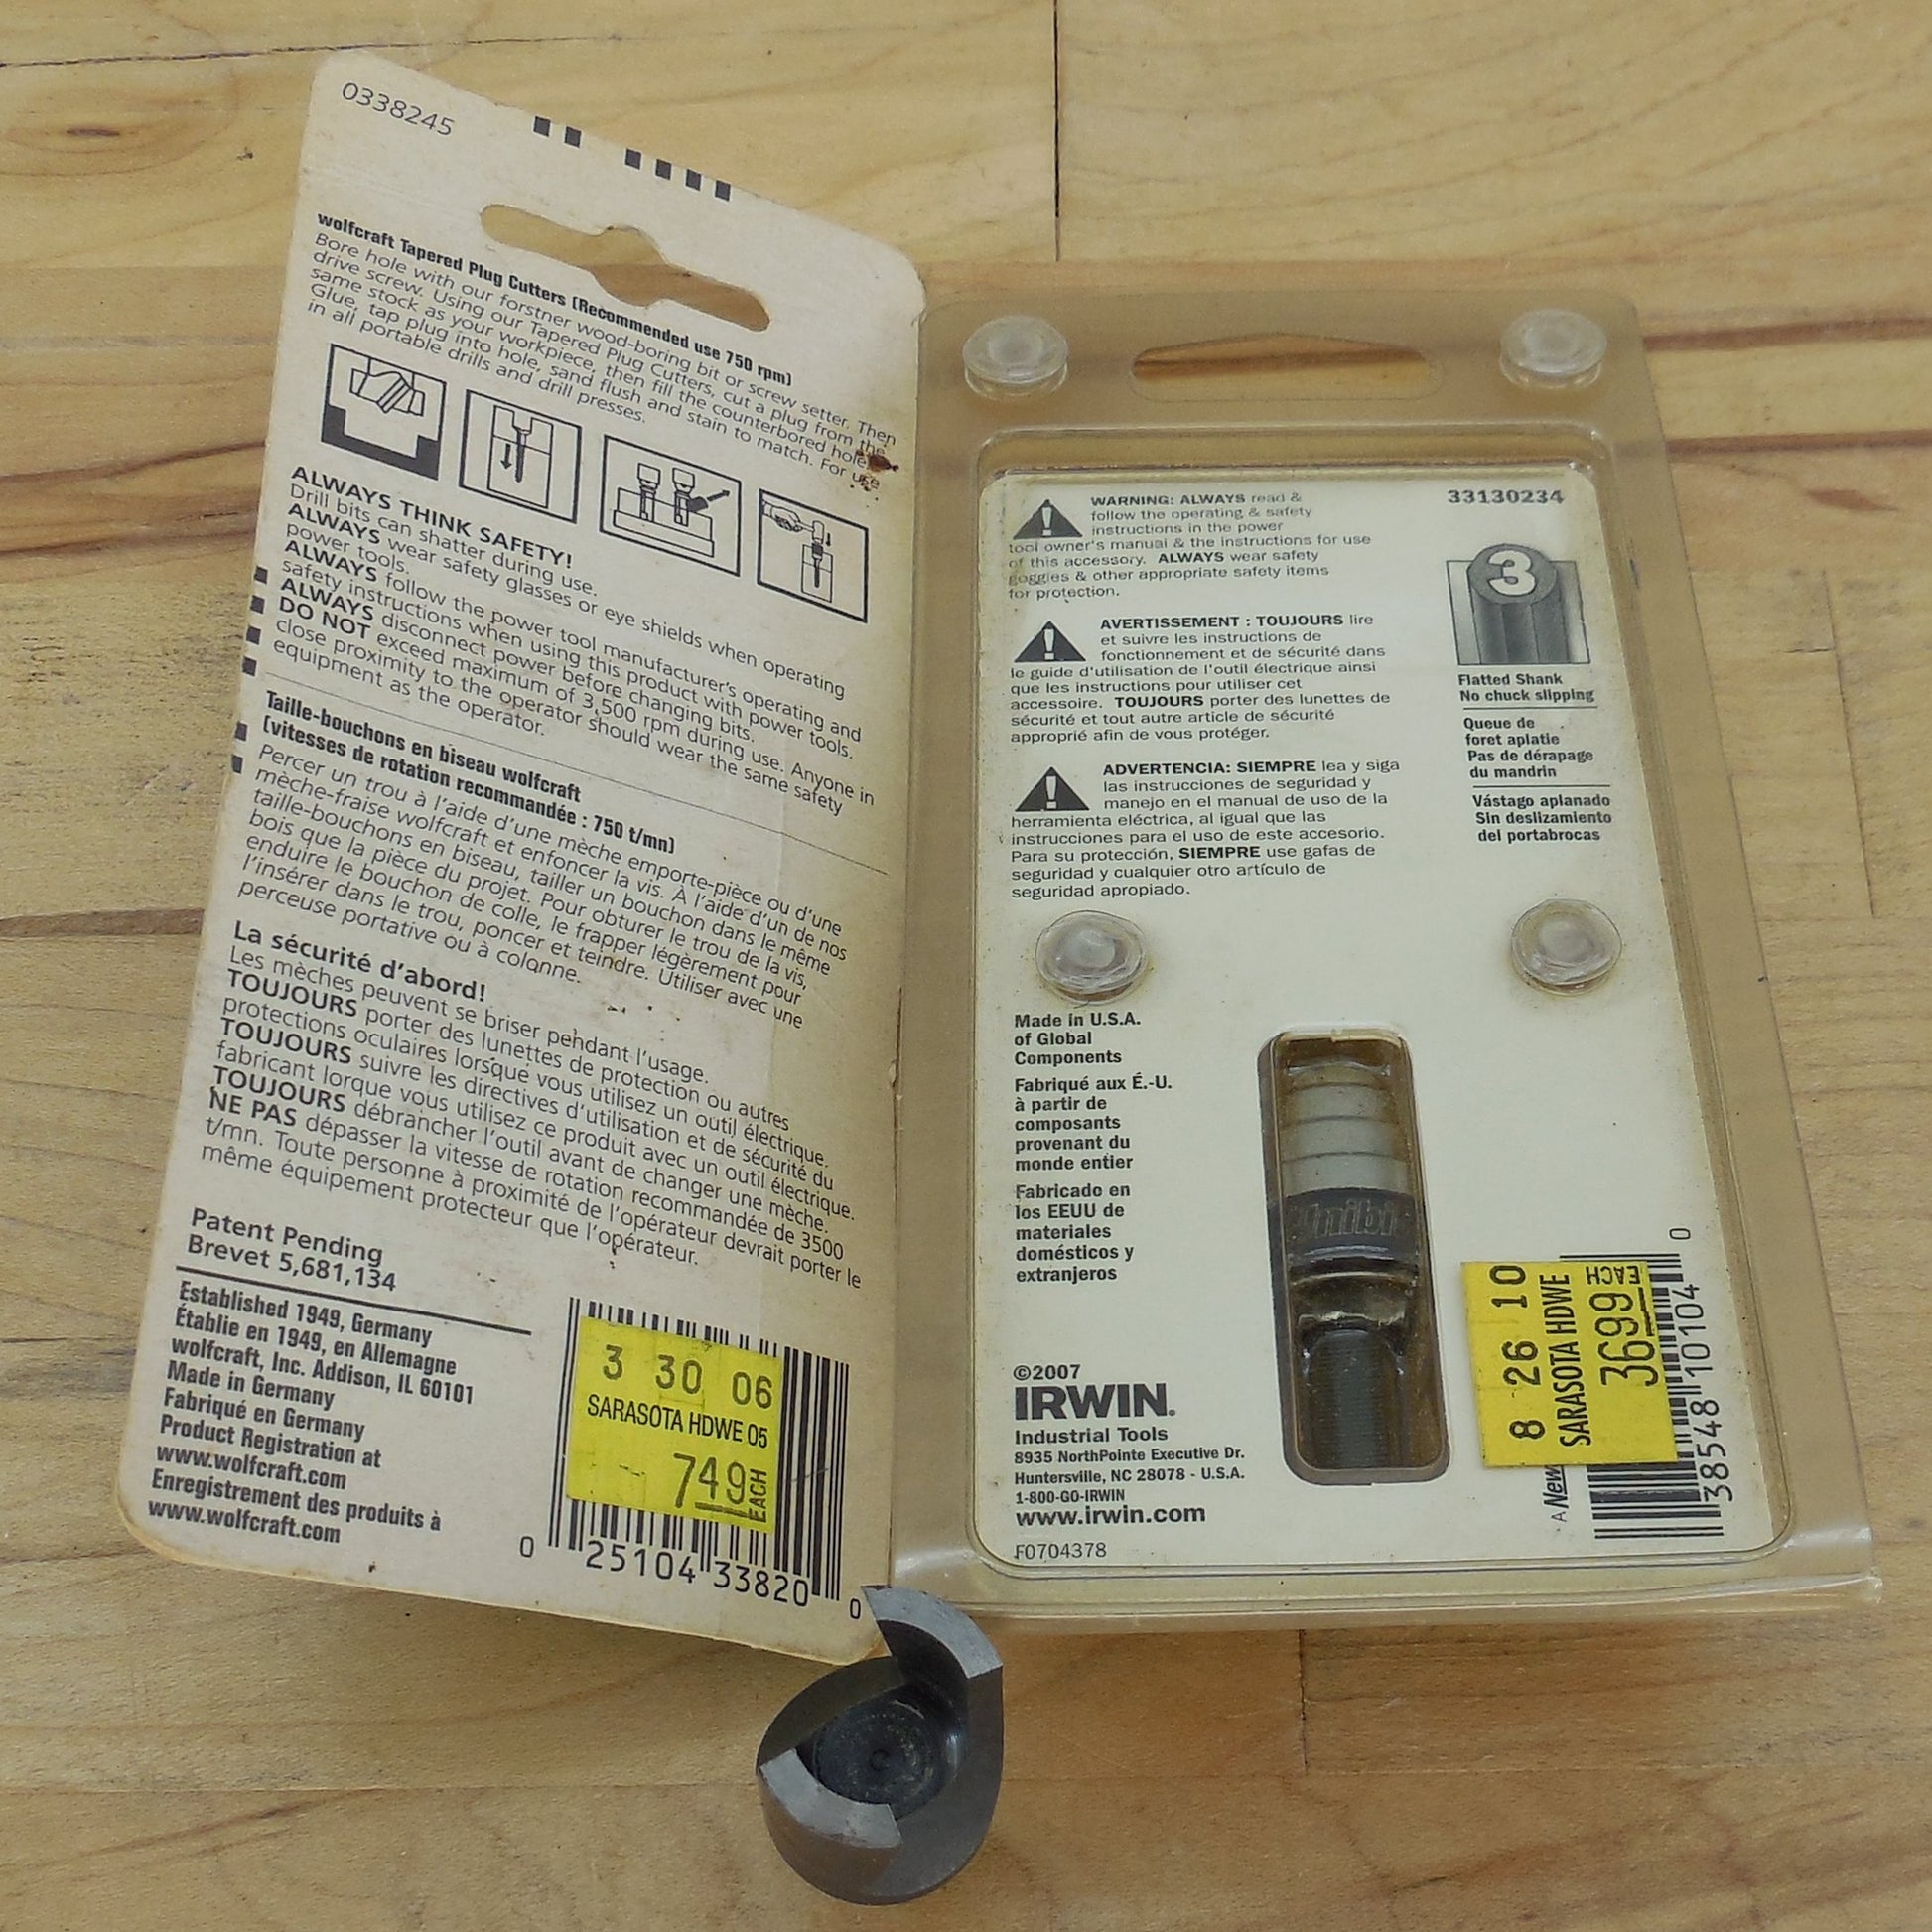 0338245
wolfcraft Tapered Plug Cutters (Recommended use 750 rpm)
Bore hole with our forstner wood-boring bit or screw setter. Then
drive screw. Using our Tapered Plug Cutters, cut a plug from the
same stock as your workpiece, then fill the counterbored hole.
Glue, tap plug into hole, sand flush and stain to match. For use
in all portable drills and drill presses.
ALWAYS THINK SAFETY!
Drill bits can shatter during use.
ALWAYS wear safety glasses or eye shields when operating
power tools.
ALWAYS follow the power tool manufacturer's operating and
safety instructions when using this product with power tools.
ALWAYS disconnect power before changing bits.
DO NOT exceed maximum of 3,500 rpm during use. Anyone in
close proximity to the operator should wear the same safety
equipment as the operator.
Taille-bouchons en biseau wolfcraft
(vitesses de rotation recommandée : 750 t/mn)
Percer un trou à l'aide d'une mèche emporte-pièce ou d'une
mèche-fraise wolfcraft et enfoncer la vis. À l'aide d'un de nos
taille-bouchons en biseau, tailler un bouchon dans le même
bois que la pièce du projet. Pour obturer le trou de la vis,
enduire le bouchon de colle, le frapper légèrement pour
l'insérer dans le trou, poncer et teindre. Utiliser avec une
perceuse portative ou à colonne.
La sécurité d'abord!
Les mèches peuvent se briser pendant l'usage.
TOUJOURS porter des lunettes de protection ou autres
protections oculaires lorsque vous utilisez un outil électrique.
TOUJOURS suivre les directives d'utilisation et de sécurité du
fabricant lorque vous utilisez ce produit avec un outil électrique.
TOUJOURS débrancher l'outil avant de changer une mèche.
NE PAS dépasser la vitesse de rotation recommandée de 3500
t/mn. Toute personne à proximité de l'opérateur devrait porter le
même équipement protecteur que l'opérateur.
Patent Pending
Brevet 5,681,134
Established 1949, Germany
Établie en 1949, en Allemagne
wolfcraft, Inc. Addison, IL 60101
Made in Germany
Fabriqué en Germany
Product Registration at
www.wolfcraft.com
Enregistrement des produits à
www.wolfcraft.com
3 30 06
SARASOTA HDWE 05
749 EACH
0 25104 33820 0
WARNING: ALWAYS read &
follow the operating & safety
instructions in the power
tool owner's manual & the instructions for use
of this accessory. ALWAYS wear safety
goggles & other appropriate safety items
for protection.
AVERTISSEMENT : TOUJOURS lire
et suivre les instructions de
fonctionnement et de sécurité dans
le guide d'utilisation de l'outil électrique ainsi
que les instructions pour utiliser cet
accessoire. TOUJOURS porter des lunettes de
sécurité et tout autre article de sécurité
approprié afin de vous protéger.
ADVERTENCIA: SIEMPRE lea y siga
las instrucciones de seguridad y
manejo en el manual de uso de la
herramienta eléctrica, al igual que las
instrucciones para el uso de este accesorio.
Para su protección, SIEMPRE use gafas de
seguridad y cualquier otro artículo de
seguridad apropiado.
33130234
3
Flatted Shank
No chuck slipping
Queue de
foret aplatie
Pas de dérapage
du mandrin
Vástago aplanado
Sin deslizamiento
del portabrocas
Made in U.S.A.
of Global
Components
Fabriqué aux É.-U.
à partir de
composants
provenant du
monde entier
Fabricado en
los EEUU de
materiales
domésticos y
extranjeros
Unibit
©2007
IRWIN.
Industrial Tools
8935 NorthPointe Executive Dr.
Huntersville, NC 28078 - U.S.A.
1-800-GO-IRWIN
www.irwin.com
F0704378
8 26 10
SARASOTA HDWE
3699 EACH
A New
38548 10104 0